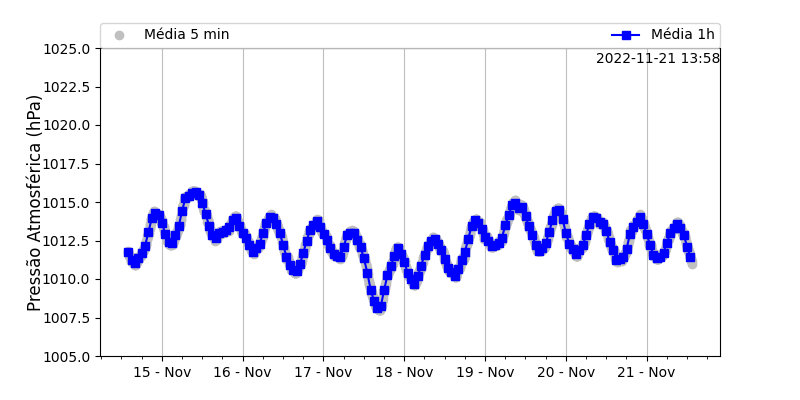 Média 5 min
Média 1h
2022-11-21 13:58
Pressão Atmosférica (hPa)
1025.0
1022.5
1020.0
1017.5
1015.0
1012.5
1010.0
1007.5
1005.0
15 - Nov
16 - Nov
17 - Nov
18 - Nov
19 - Nov
20 - Nov
21 - Nov